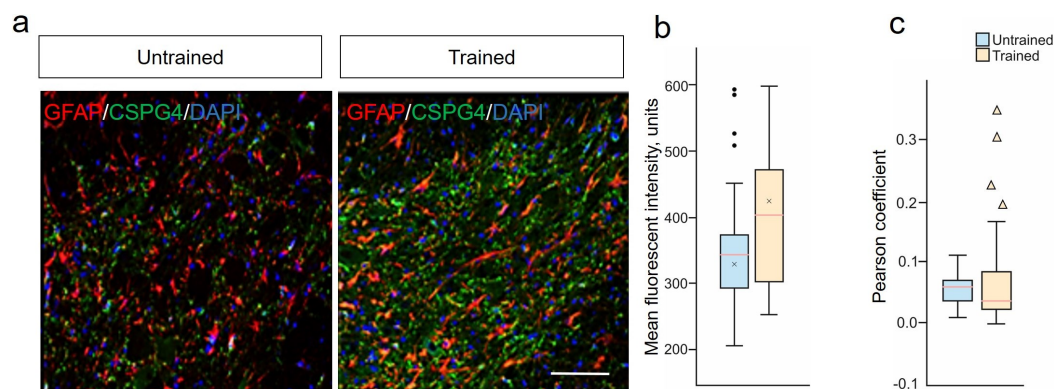 a
Untrained
Trained
GFAP/CSPG4/DAPI
GFAP/CSPG4/DAPI
b
Mean fluorescent intensity, units
600
500
400
300
200
c
Untrained
Trained
Pearson coefficient
0.3
0.2
0.1
0.0
-0.1